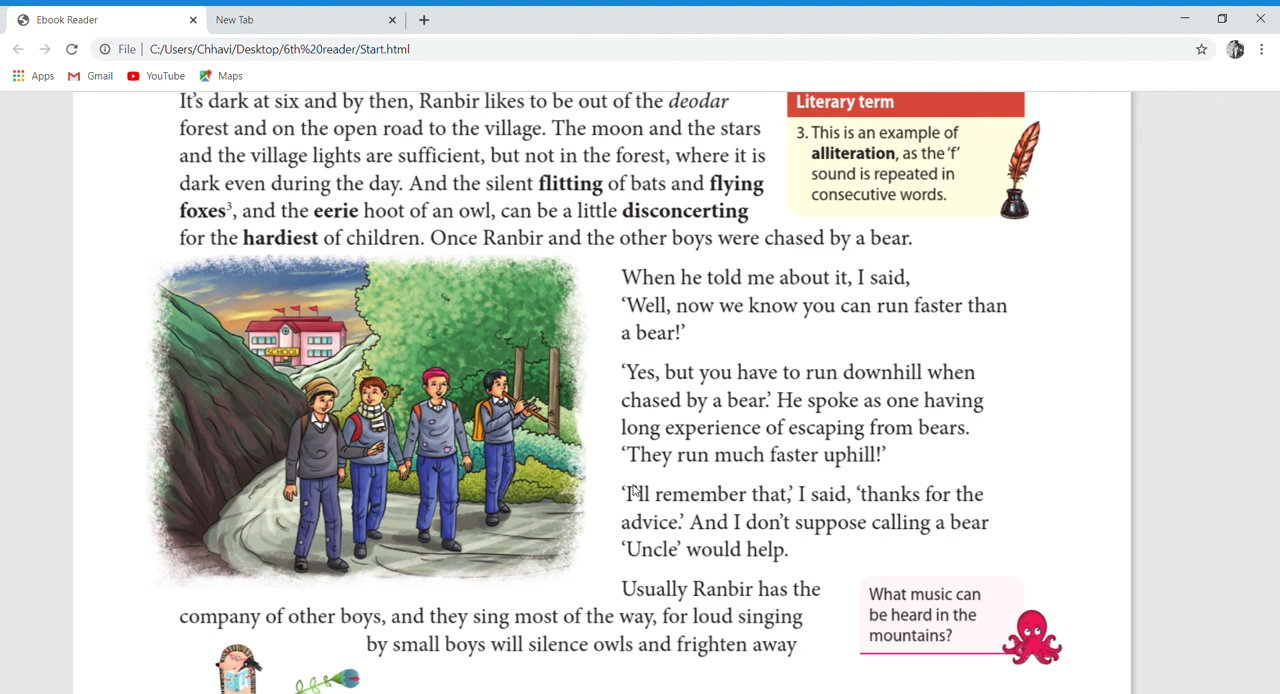 Ebook Reader
New Tab
File
C:/Users/Chhavi/Desktop/6th%20reader/Start.html
Apps
Gmail
YouTube
Maps
It's dark at six and by then, Ranbir likes to be out of the deodar
forest and on the open road to the village. The moon and the stars
and the village lights are sufficient, but not in the forest, where it is
dark even during the day. And the silent flitting of bats and flying
foxes³, and the eerie hoot of an owl, can be a little disconcerting
for the hardiest of children. Once Ranbir and the other boys were chased by a bear.
Literary term
3. This is an example of
alliteration, as the 'f'
sound is repeated in
consecutive words.
SCHOOL
When he told me about it, I said,
‘Well, now we know you can run faster than
a bear!’
‘Yes, but you have to run downhill when
chased by a bear.’ He spoke as one having
long experience of escaping from bears.
‘They run much faster uphill!’
‘I'll remember that,’ I said, ‘thanks for the
advice.’ And I don't suppose calling a bear
‘Uncle’ would help.
Usually Ranbir has the
company of other boys, and they sing most of the way, for loud singing
by small boys will silence owls and frighten away
What music can
be heard in the
mountains?